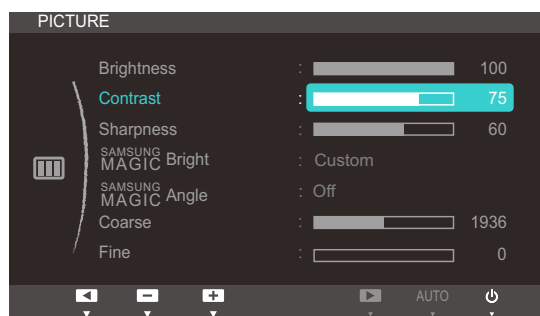 PICTURE
Brightness : 100
Contrast : 75
Sharpness : 60
SAMSUNG MAGIC Bright : Custom
SAMSUNG MAGIC Angle : Off
Coarse : 1936
Fine : 0
AUTO